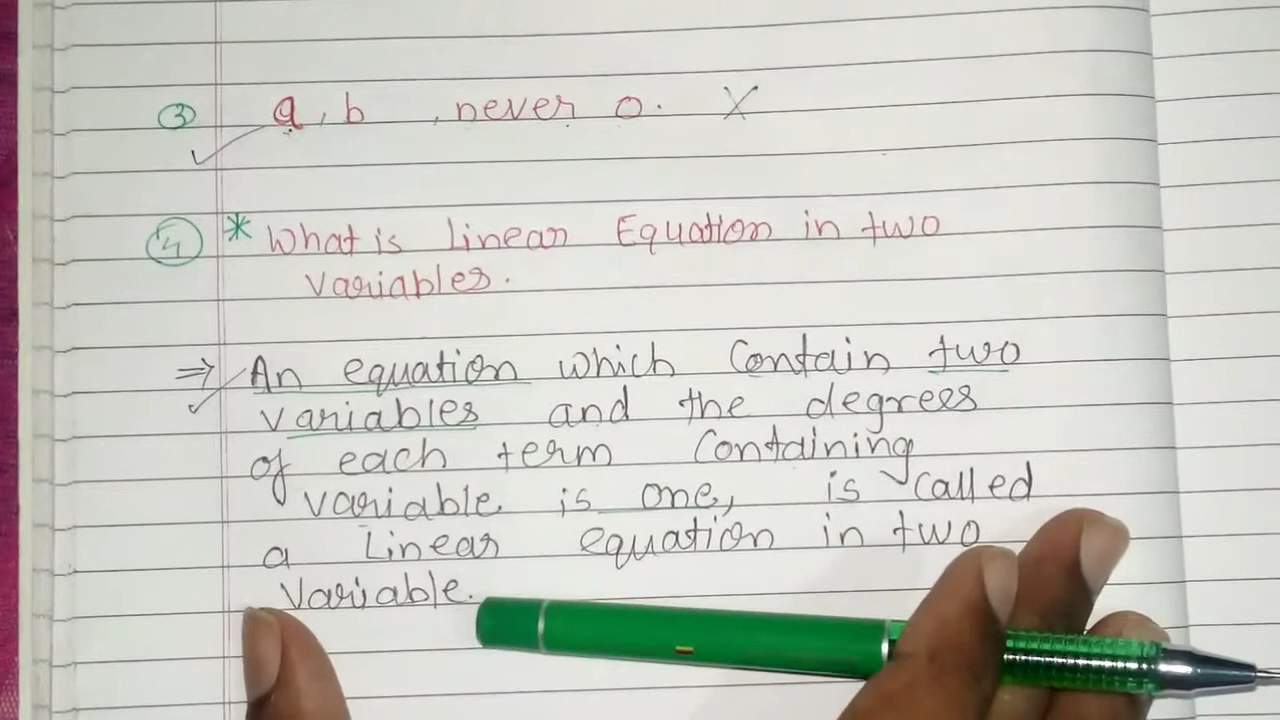 ③ a, b , never 0. X
④ * What is Linear Equation in two
Variables.
⇒ An equation which Contain two
variables and the degrees
of each term Containing
variable is one, is called
a Linear equation in two
Variable.